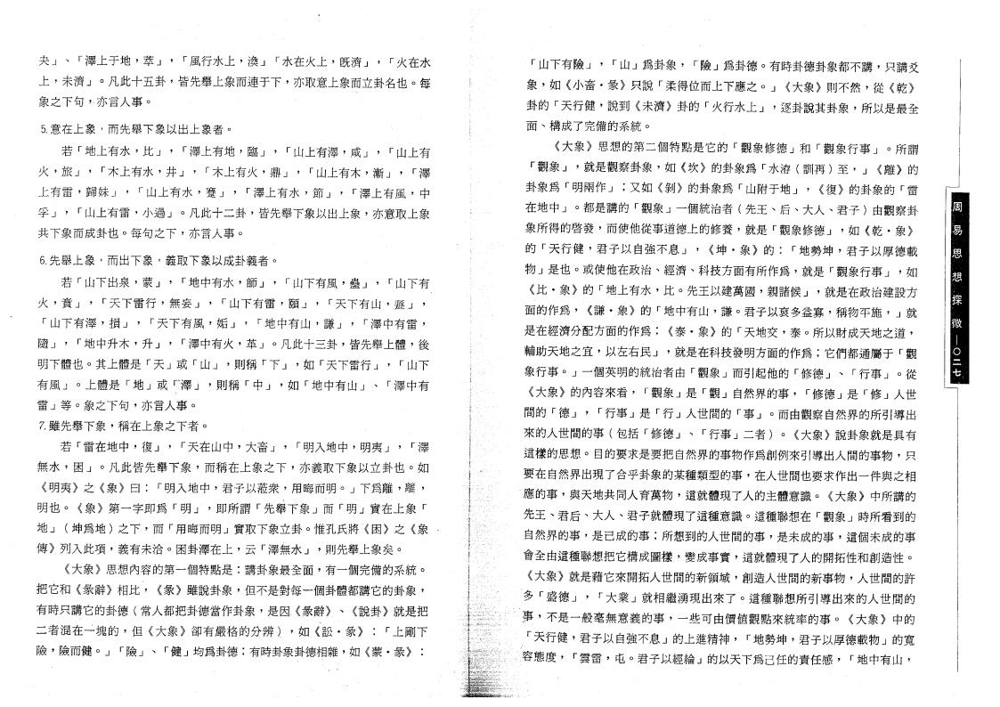 夬」、「澤上于地，萃」，「風行水上，渙」「水在火上，旣濟」，「火在水
上，未濟」。凡此十五卦，皆先舉上象而連于下，亦取意上象而立卦名也。每
象之下句，亦言人事。
5.意在上象，而先舉下象以出上象者。
若「地上有水，比」，「澤上有地，臨」，「山上有澤，咸」，「山上有
火，旅」，「木上有水，井」，「木上有火，鼎」，「山上有木，漸」，「澤
上有雷，歸妹」，「山上有水，蹇」，「澤上有水，節」，「澤上有風，中
孚」，「山上有雷，小過」。凡此十二卦，皆先舉下象以出上象，亦意取上象
共下象而成卦也。每句之下，亦言人事。
6.先舉上象，而出下象，義取下象以成卦義者。
若「山下出泉，蒙」，「地中有水，師」，「山下有風，蠱」，「山下有
火，賁」，「天下雷行，無妄」，「山下有雷，頤」，「天下有山，遯」，
「山下有澤，損」，「天下有風，姤」，「地中有山，謙」，「澤中有雷，
隨」，「地中升木，升」，「澤中有火，革」。凡此十三卦，皆先舉上體，後
明下體也。其上體是「天」或「山」，則稱「下」，如「天下雷行」，「山下
有風」。上體是「地」或「澤」，則稱「中」，如「地中有山」、「澤中有
雷」等。象之下句，亦言人事。
7.雖先舉下象，稱在上象之下者。
若「雷在地中，復」，「天在山中，大畜」，「明入地中，明夷」，「澤
無水，困」。凡此皆先舉下象，而稱在上象之下，亦義取下象以立卦也。如
《明夷》之《象》曰：「明入地中，君子以蒞衆，用晦而明。」下爲離，離，
明也。《象》第一字即爲「明」，即所謂「先舉下象」而「明」實在上象「
地」（坤爲地）之下，而「用晦而明」實取下象立卦。惟孔氏將《困》之《象
傳》列入此項，義有未洽。困卦澤在上，云「澤無水」，則先舉上象矣。
《大象》思想內容的第一個特點是：講卦象最全面，有一個完備的系統。
把它和《彖辭》相比，《彖》雖說卦象，但不是對每一個卦體都講它的卦象，
有時只講它的卦德（常人都把卦德當作卦象，是因《彖辭》、《說卦》就是把
二者混在一塊的，但《大象》卻有嚴格的分辨），如《訟・彖》：「上剛下
險，險而健。」「險」、「健」均爲卦德；有時卦象卦德相雜，如《蒙・彖》：
「山下有險」，「山」爲卦象，「險」爲卦德。有時卦德卦象都不講，只講爻
象，如《小畜・彖》只說「柔得位而上下應之。」《大象》則不然，從《乾》
卦的「天行健，說到《未濟》卦的「火行水上」，逐卦說其卦象，所以是最全
面、構成了完備的系統。
《大象》思想的第二個特點是它的「觀象修德」和「觀象行事」。所謂
「觀象」，就是觀察卦象，如《坎》的卦象爲「水洊（訓再）至，」《離》的
卦象爲「明兩作」；又如《剝》的卦象爲「山附于地」，《復》的卦象的「雷
在地中」。都是講的「觀象」一個統治者（先王、后、大人、君子）由觀察卦
象所得的啓發，而使他從事道德上的修養，就是「觀象修德」，如《乾・象》
的「天行健，君子以自強不息」，《坤・象》的：「地勢坤，君子以厚德載
物」是也。或使他在政治、經濟、科技方面有所作爲，就是「觀象行事」，如
《比・象》的「地上有水，比。先王以建萬國，親諸候」，就是在政治建設方
面的作爲，《謙・象》的「地中有山，謙。君子以裒多益寡，稱物平施，」就
是在經濟分配方面的作爲；《泰・象》的「天地交，泰。所以財成天地之道，
輔助天地之宜，以左右民」，就是在科技發明方面的作爲；它們都通屬于「觀
象行事。」一個英明的統治者由「觀象」而引起他的「修德」、「行事」。從
《大象》的內容來看，「觀象」是「觀」自然界的事，「修德」是「修」人世
間的「德」，「行事」是「行」人世間的「事」。而由觀察自然界的所引導出
來的人世間的事（包括「修德」、「行事」二者）。《大象》說卦象就是具有
這樣的思想。目的要求是要把自然界的事物作爲創例來引導出人間的事物，只
要在自然界出現了合乎卦象的某種類型的事，在人世間也要求作出一件與之相
應的事，與天地共同人育萬物，這就體現了人的主體意識。《大象》中所講的
先王、君后、大人、君子就體現了這種意識。這種聯想在「觀象」時所看到的
自然界的事，是已成的事；所想到的人世間的事，是未成的事，這個未成的事
會全由這種聯想把它構成圖樣，變成事實，這就體現了人的開拓性和創造性。
《大象》就是藉它來開拓人世間的新領域，創造人世間的新事物，人世間的許
多「盛德」，「大業」就相繼湧現出來了。這種聯想所引導出來的人世間的
事，不是一般毫無意義的事，一些可由價值觀點來統率的事。《大象》中的
「天行健，君子以自強不息」的上進精神，「地勢坤，君子以厚德載物」的寬
容態度，「雲雷，屯。君子以經綸」的以天下爲己任的責任感，「地中有山，
周易思想探微—〇二七